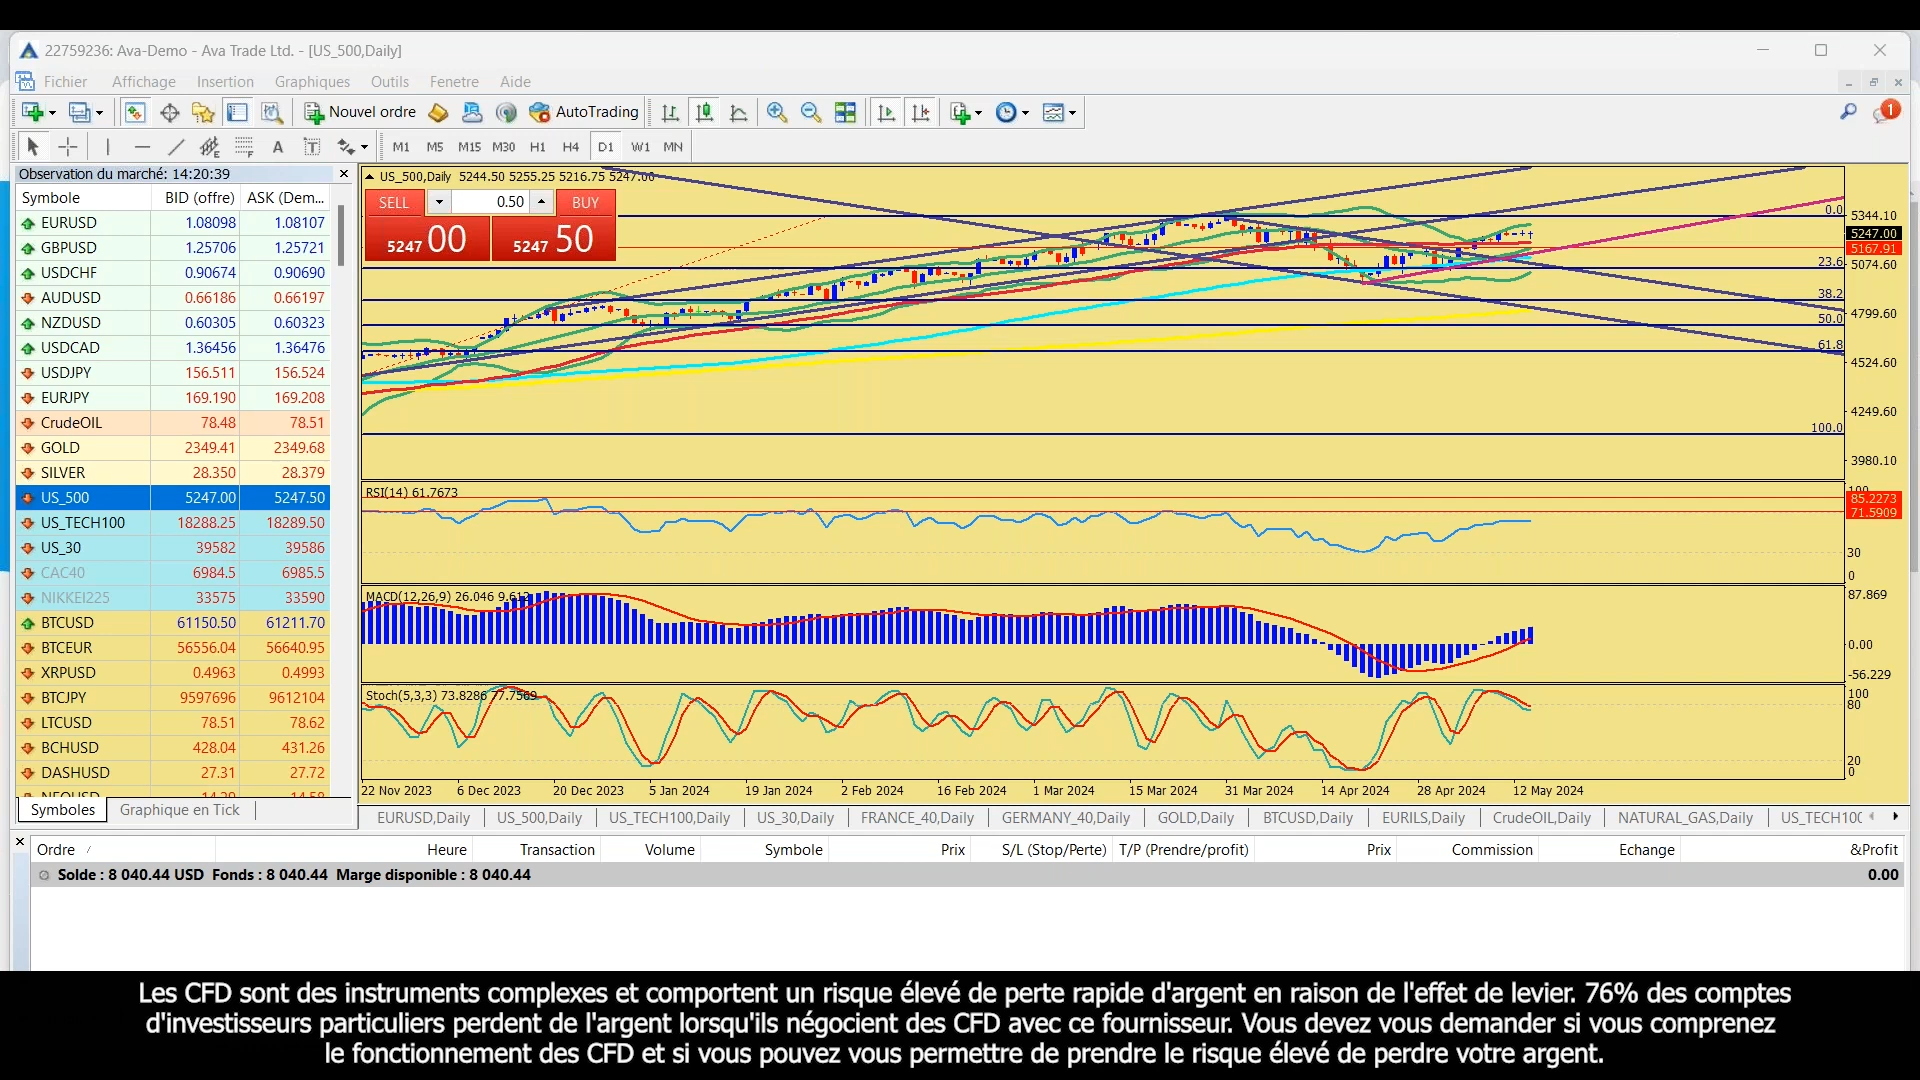 22759236: Ava-Demo - Ava Trade Ltd. - [US_500,Daily]
Fichier Affichage Insertion Graphiques Outils Fenetre Aide
Nouvel ordre AutoTrading 1
A T M1 M5 M15 M30 H1 H4 D1 W1 MN
Observation du marché: 14:20:39
Symbole BID (offre) ASK (Dem...
EURUSD 1.08098 1.08107
GBPUSD 1.25706 1.25721
USDCHF 0.90674 0.90690
AUDUSD 0.66186 0.66197
NZDUSD 0.60305 0.60323
USDCAD 1.36456 1.36476
USDJPY 156.511 156.524
EURJPY 169.190 169.208
CrudeOIL 78.48 78.51
GOLD 2349.41 2349.68
SILVER 28.350 28.379
US_500 5247.00 5247.50
US_TECH100 18288.25 18289.50
US_30 39582 39586
CAC40 6984.5 6985.5
NIKKEI225 33575 33590
BTCUSD 61150.50 61211.70
BTCEUR 56556.04 56640.95
XRPUSD 0.4963 0.4993
BTCJPY 9597696 9612104
LTCUSD 78.51 78.62
BCHUSD 428.04 431.26
DASHUSD 27.31 27.72
Symboles Graphique en Tick
US_500,Daily 5244.50 5255.25 5216.75 5247.00
SELL 0.50 BUY
5247 00 5247 50
0.0
23.6
38.2
50.0
61.8
100.0
5344.10
5247.00
5167.91
5074.60
4799.60
4524.60
4249.60
3980.10
RSI(14) 61.7673
100
85.2273
71.5909
30
0
MACD(12,26,9) 26.046 9.612
87.869
0.00
-56.229
Stoch(5,3,3) 73.8286 77.7569
100
80
20
0
22 Nov 2023 6 Dec 2023 20 Dec 2023 5 Jan 2024 19 Jan 2024 2 Feb 2024 16 Feb 2024 1 Mar 2024 15 Mar 2024 31 Mar 2024 14 Apr 2024 28 Apr 2024 12 May 2024
EURUSD,Daily US_500,Daily US_TECH100,Daily US_30,Daily FRANCE_40,Daily GERMANY_40,Daily GOLD,Daily BTCUSD,Daily EURILS,Daily CrudeOIL,Daily NATURAL_GAS,Daily US_TECH100
Ordre Heure Transaction Volume Symbole Prix S/L (Stop/Perte) T/P (Prendre/profit) Prix Commission Echange &Profit
Solde : 8 040.44 USD Fonds : 8 040.44 Marge disponible : 8 040.44 0.00
Les CFD sont des instruments complexes et comportent un risque élevé de perte rapide d'argent en raison de l'effet de levier. 76% des comptes
d'investisseurs particuliers perdent de l'argent lorsqu'ils négocient des CFD avec ce fournisseur. Vous devez vous demander si vous comprenez
le fonctionnement des CFD et si vous pouvez vous permettre de prendre le risque élevé de perdre votre argent.